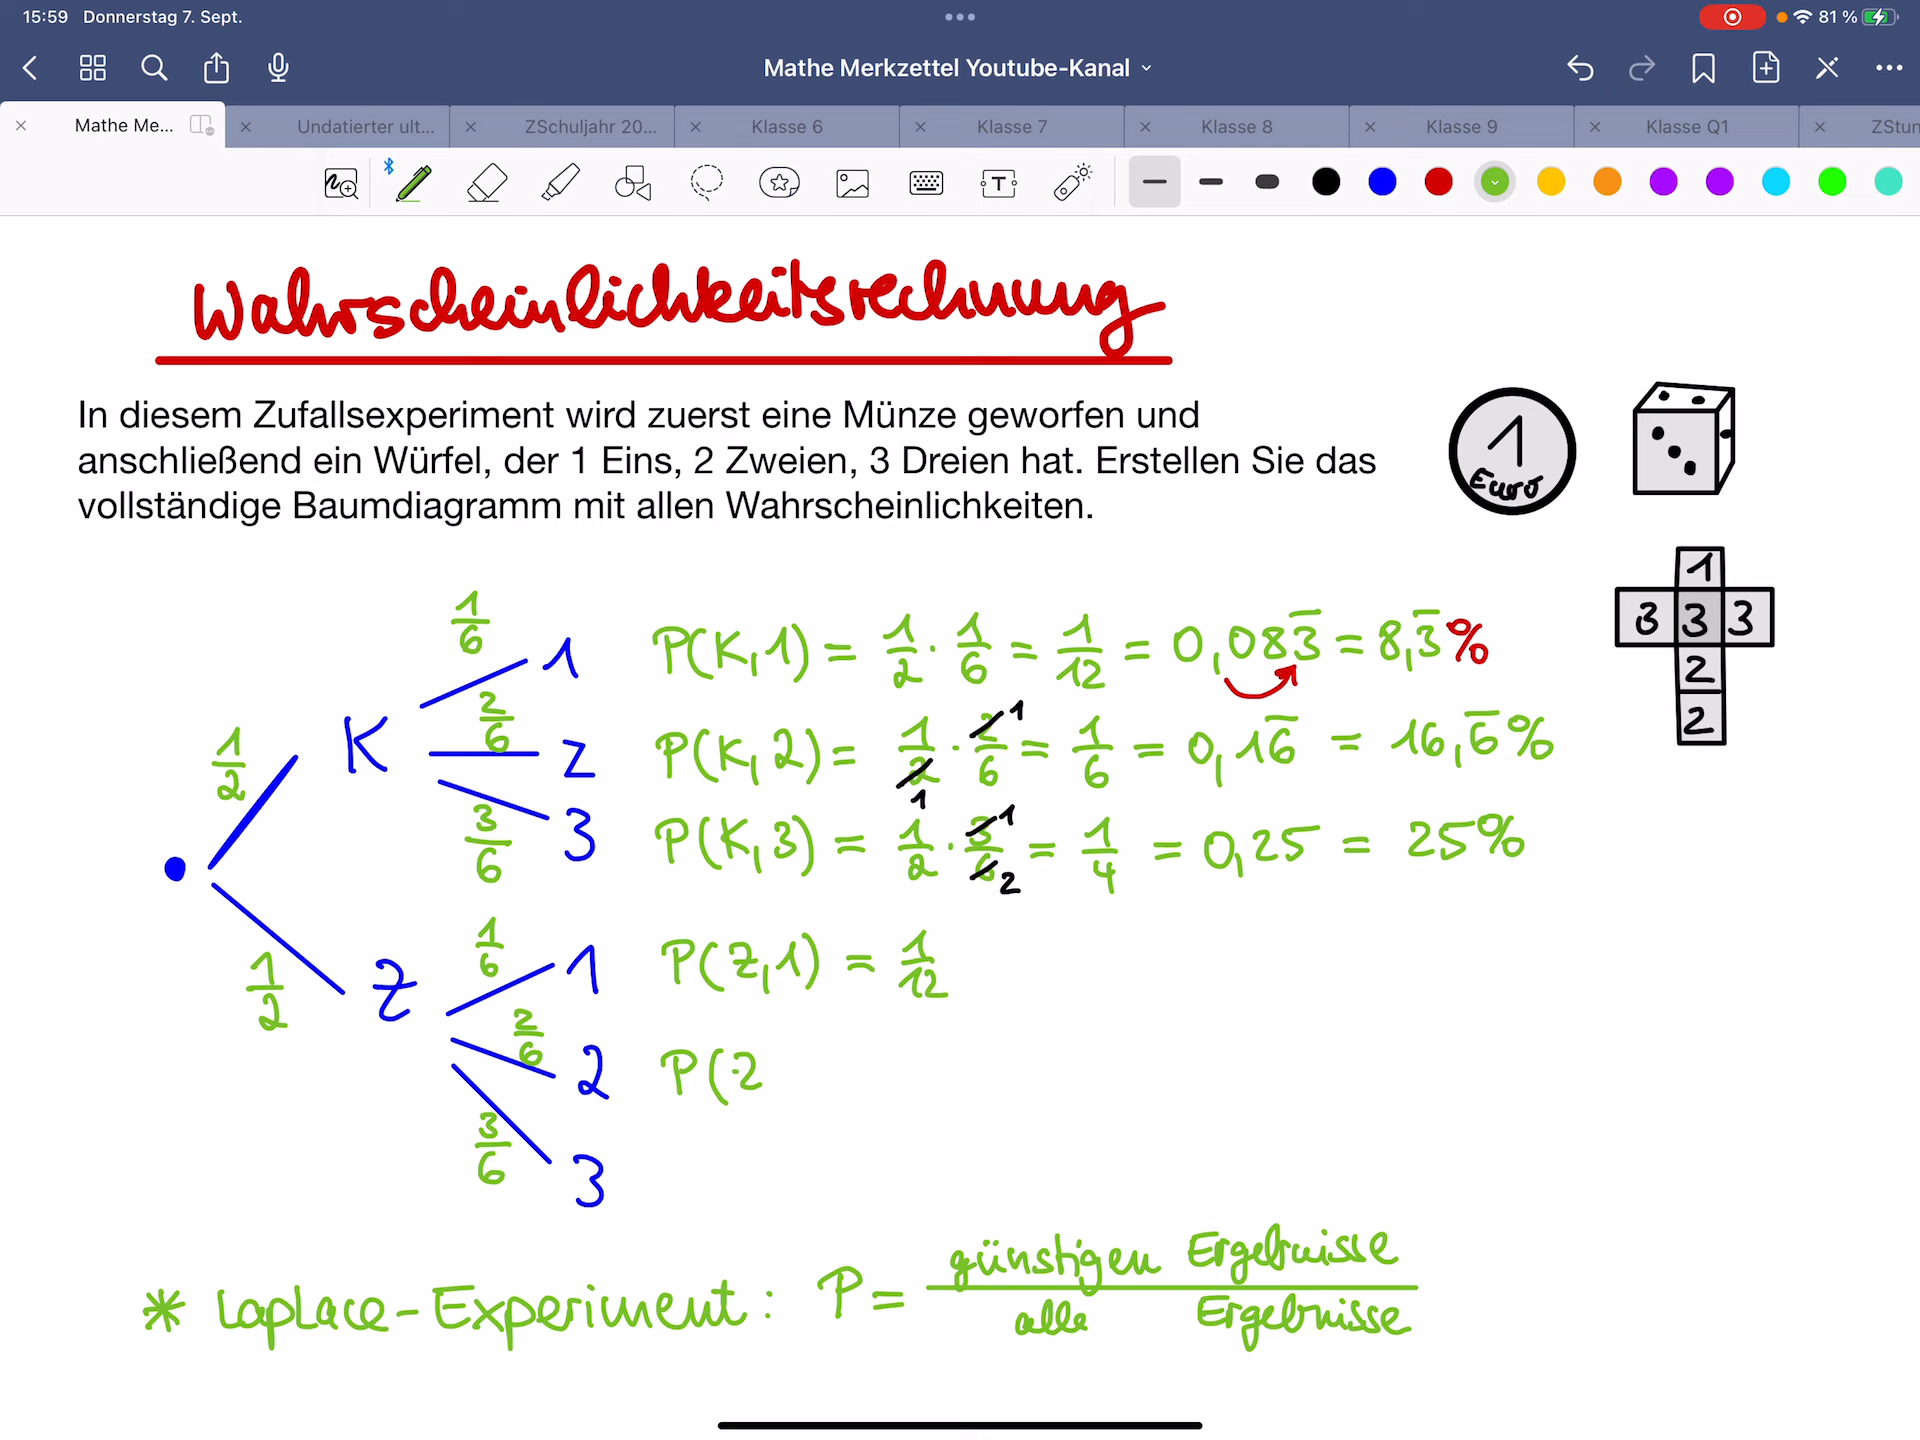 15:59 Donnerstag 7. Sept.
81 %
Mathe Merkzettel Youtube-Kanal
Mathe Me...
Undatierter ult...
ZSchuljahr 20...
Klasse 6
Klasse 7
Klasse 8
Klasse 9
Klasse Q1
ZStun
T
Wahrscheinlichkeitsrechnung
In diesem Zufallsexperiment wird zuerst eine Münze geworfen und
anschließend ein Würfel, der 1 Eins, 2 Zweien, 3 Dreien hat. Erstellen Sie das
vollständige Baumdiagramm mit allen Wahrscheinlichkeiten.
1
Euro
1
3 3 3
2
2
1/2 K 1/6 1 P(K,1) = 1/2 · 1/6 = 1/12 = 0,083̅ = 8,3̅%
2/6 2 P(K,2) = 1/2 1 · 2/6 1 = 1/6 = 0,16̅ = 16,6̅%
3/6 3 P(K,3) = 1/2 · 3/6 1 2 = 1/4 = 0,25 = 25%
1/2 Z 1/6 1 P(Z,1) = 1/12
2/6 2 P(2
3/6 3
* Laplace-Experiment: P = günstigen Ergebnisse
alle Ergebnisse